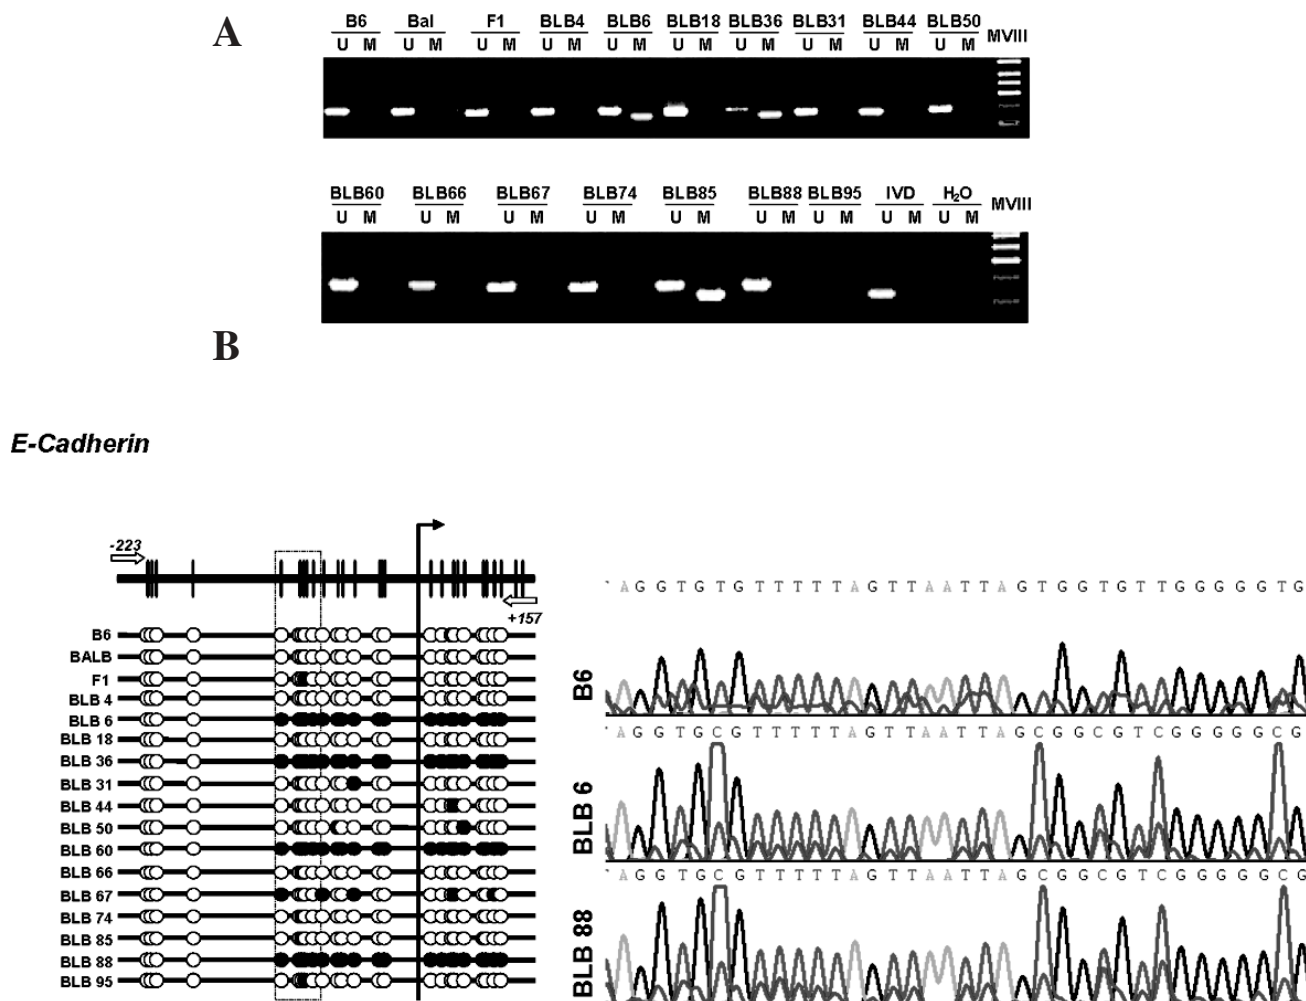 A
B6 Bal F1 BLB4 BLB6 BLB18 BLB36 BLB31 BLB44 BLB50 MVIII
U M U M U M U M U M U M U M U M U M U M
BLB60 BLB66 BLB67 BLB74 BLB85 BLB88 BLB95 IVD H₂O MVIII
U M U M U M U M U M U M U M U M U M
B
E-Cadherin
-223
+157
B6
BALB
F1
BLB 4
BLB 6
BLB 18
BLB 36
BLB 31
BLB 44
BLB 50
BLB 60
BLB 66
BLB 67
BLB 74
BLB 85
BLB 88
BLB 95
A G G T G T G T T T T T A G T T A A T T A G T G G T G T T G G G G G T G
B6
A G G T G C G T T T T T A G T T A A T T A G C G G C G T C G G G G G C G
BLB 6
A G G T G C G T T T T T A G T T A A T T A G C G G C G T C G G G G G C G
BLB 88